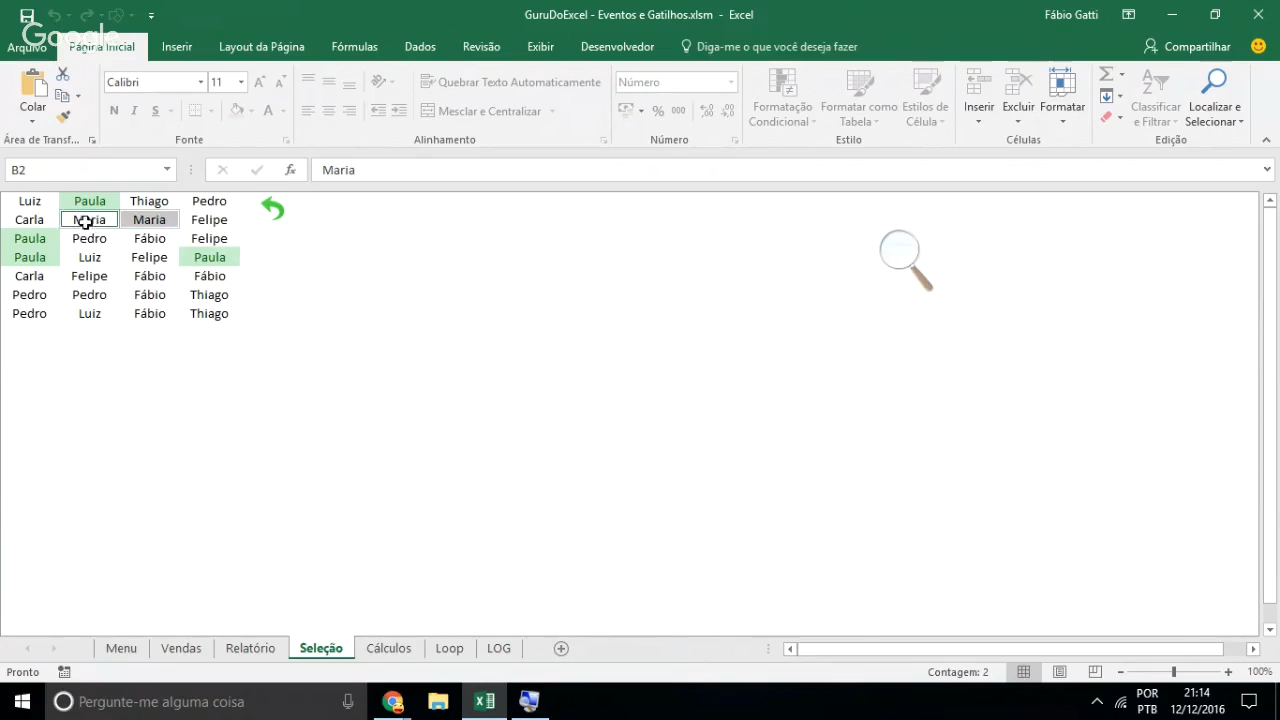 GuruDoExcel - Eventos e Gatilhos.xlsm - Excel
Fábio Gatti
Google
Arquivo Página Inicial Inserir Layout da Página Fórmulas Dados Revisão Exibir Desenvolvedor Diga-me o que você deseja fazer Compartilhar
Calibri 11 Quebrar Texto Automaticamente Número
Colar N I S Mesclar e Centralizar % 000 Formatação Condicional Formatar como Tabela Estilos de Célula Inserir Excluir Formatar Classificar e Filtrar Localizar e Selecionar
Área de Transf... Fonte Alinhamento Número Estilo Células Edição
B2 fx Maria
Luiz Paula Thiago Pedro
Carla Maria Maria Felipe
Paula Pedro Fábio Felipe
Paula Luiz Felipe Paula
Carla Felipe Fábio Fábio
Pedro Pedro Fábio Thiago
Pedro Luiz Fábio Thiago
Menu Vendas Relatório Seleção Cálculos Loop LOG
Pronto Contagem: 2 100%
Pergunte-me alguma coisa
POR 21:14
PTB 12/12/2016